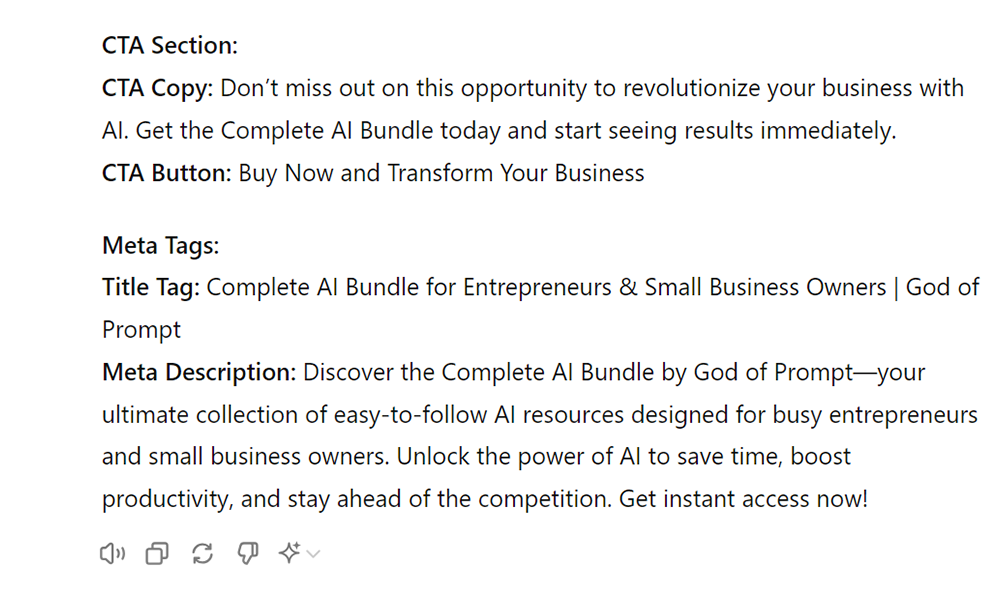 CTA Section:
CTA Copy: Don’t miss out on this opportunity to revolutionize your business with
AI. Get the Complete AI Bundle today and start seeing results immediately.
CTA Button: Buy Now and Transform Your Business
Meta Tags:
Title Tag: Complete AI Bundle for Entrepreneurs & Small Business Owners | God of
Prompt
Meta Description: Discover the Complete AI Bundle by God of Prompt—your
ultimate collection of easy-to-follow AI resources designed for busy entrepreneurs
and small business owners. Unlock the power of AI to save time, boost
productivity, and stay ahead of the competition. Get instant access now!